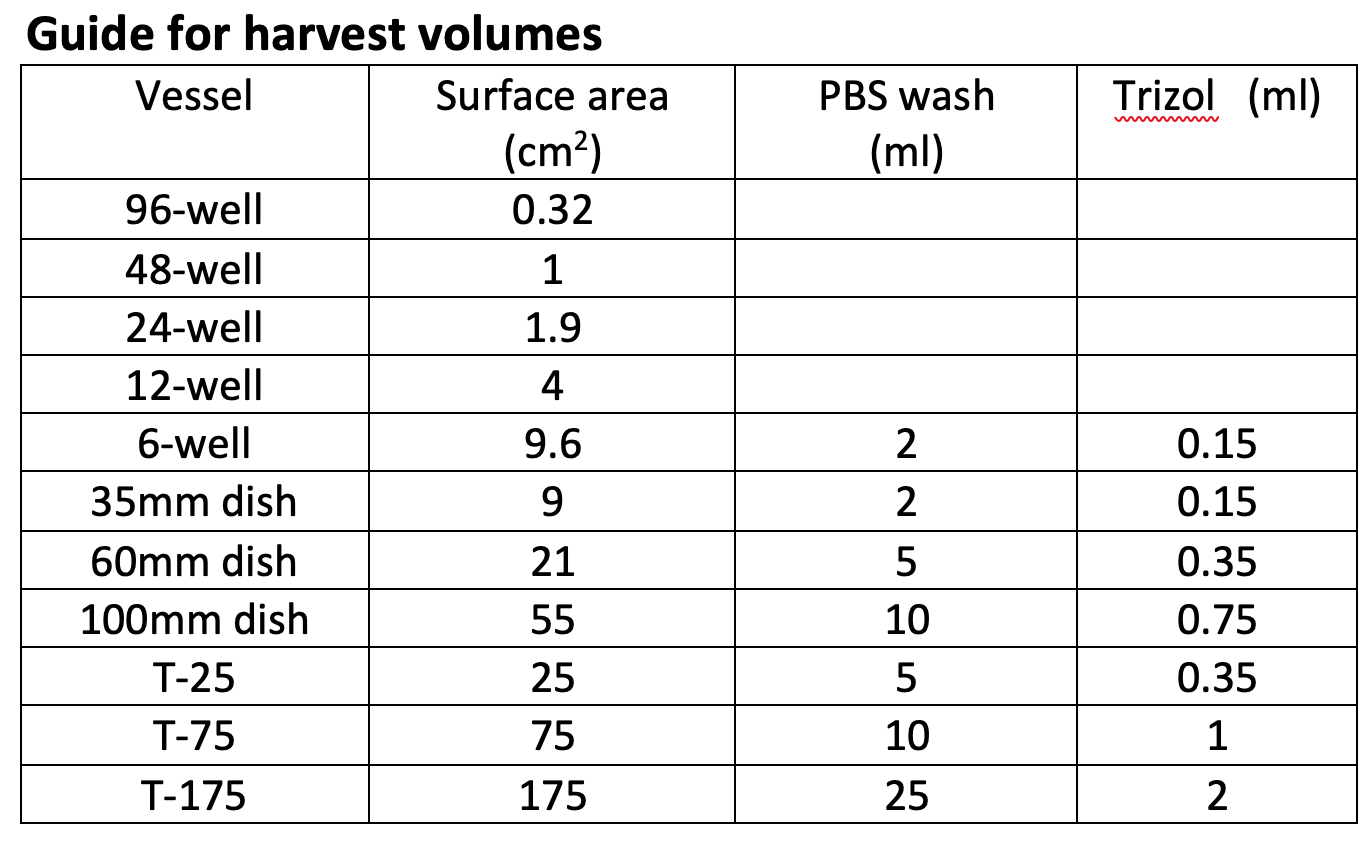 Guide for harvest volumes
Vessel Surface area (cm²) PBS wash (ml) Trizol (ml)
96-well 0.32
48-well 1
24-well 1.9
12-well 4
6-well 9.6 2 0.15
35mm dish 9 2 0.15
60mm dish 21 5 0.35
100mm dish 55 10 0.75
T-25 25 5 0.35
T-75 75 10 1
T-175 175 25 2